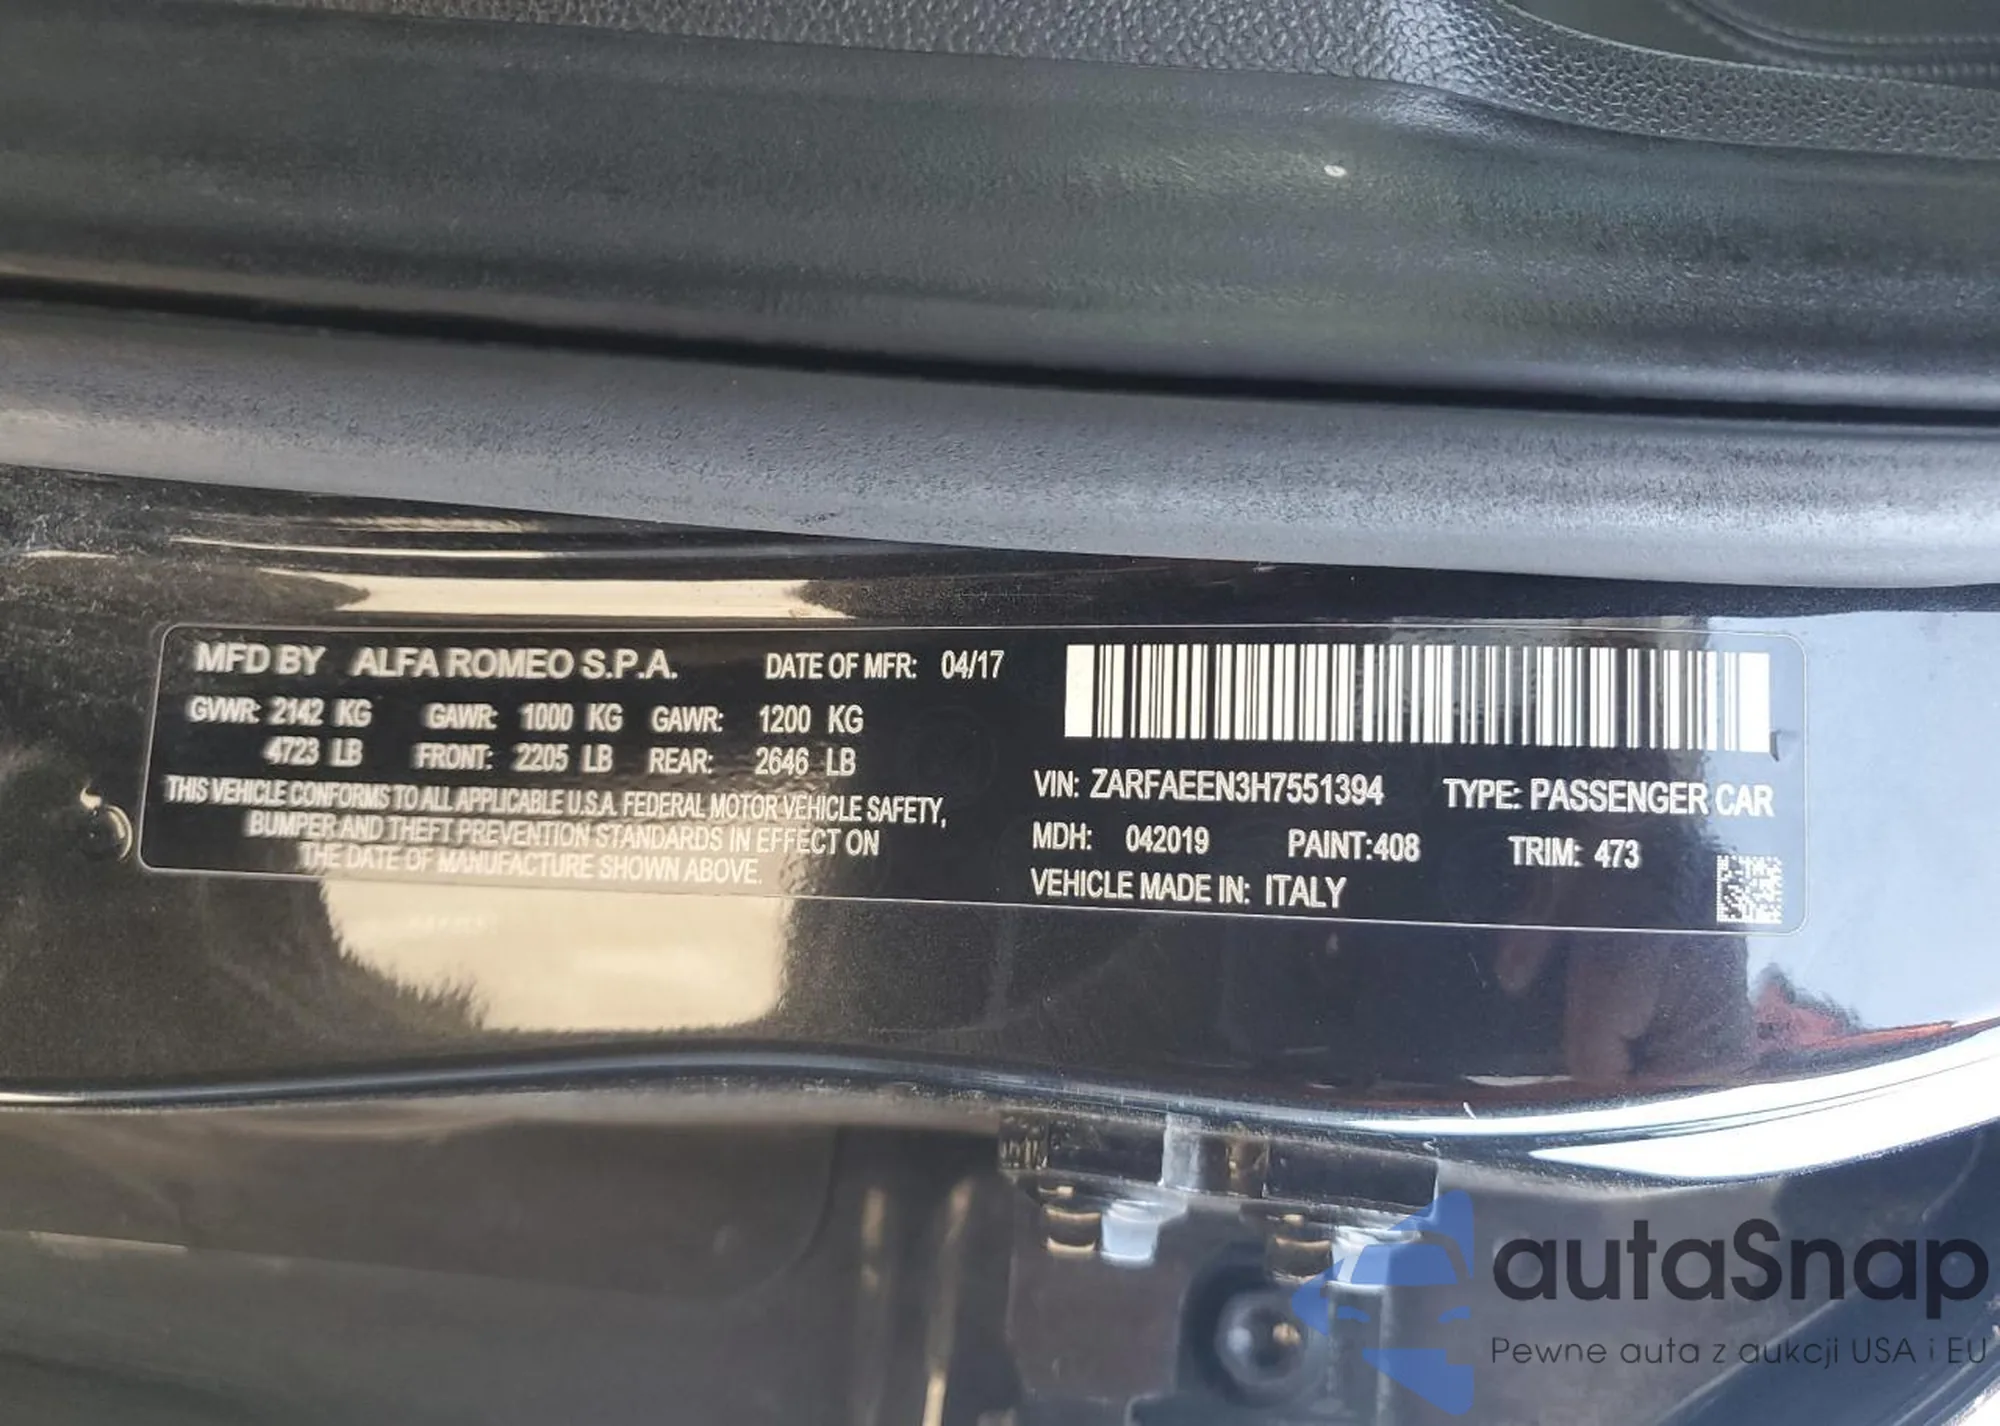 MFD BY ALFA ROMEO S.P.A. DATE OF MFR: 04/17
GVWR: 2142 KG GAWR: 1000 KG GAWR: 1200 KG
4723 LB FRONT: 2205 LB REAR: 2646 LB
THIS VEHICLE CONFORMS TO ALL APPLICABLE U.S.A. FEDERAL MOTOR VEHICLE SAFETY,
BUMPER AND THEFT PREVENTION STANDARDS IN EFFECT ON
THE DATE OF MANUFACTURE SHOWN ABOVE.
VIN: ZARFAEEN3H7551394 TYPE: PASSENGER CAR
MDH: 042019 PAINT:408 TRIM: 473
VEHICLE MADE IN: ITALY
autaSnap
Pewne auta z aukcji USA i EU